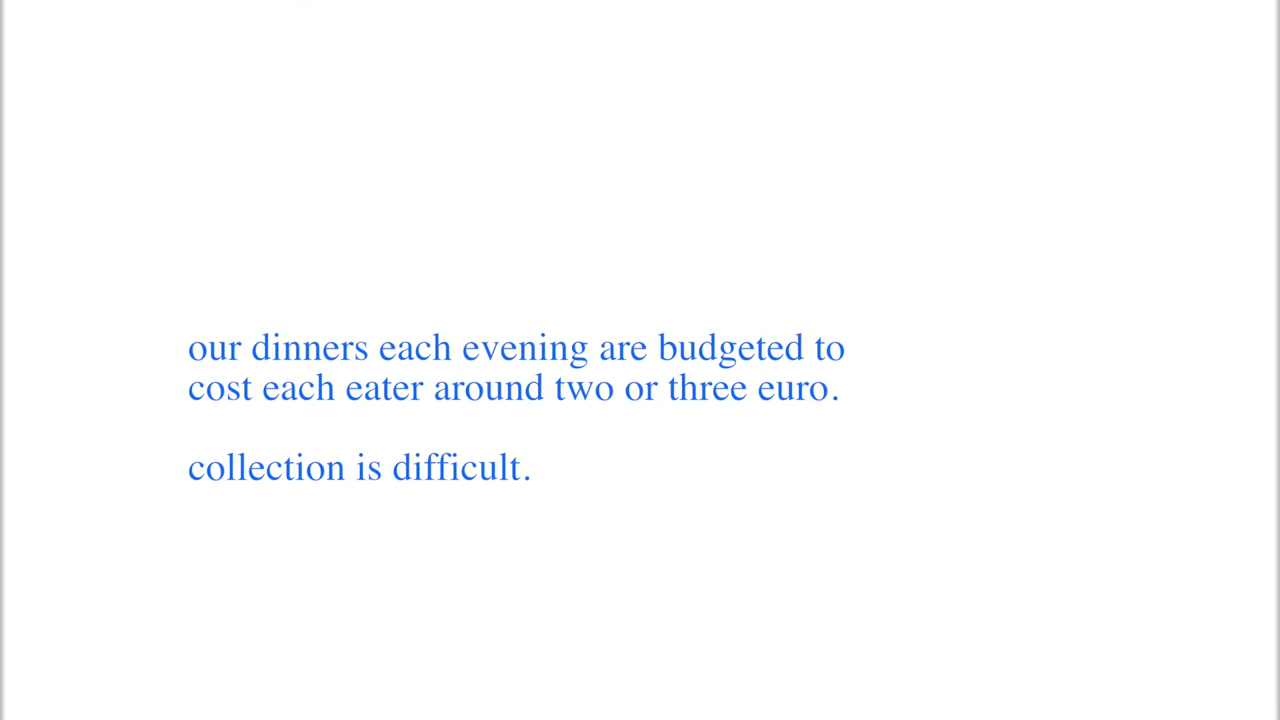 our dinners each evening are budgeted to
cost each eater around two or three euro.
collection is difficult.